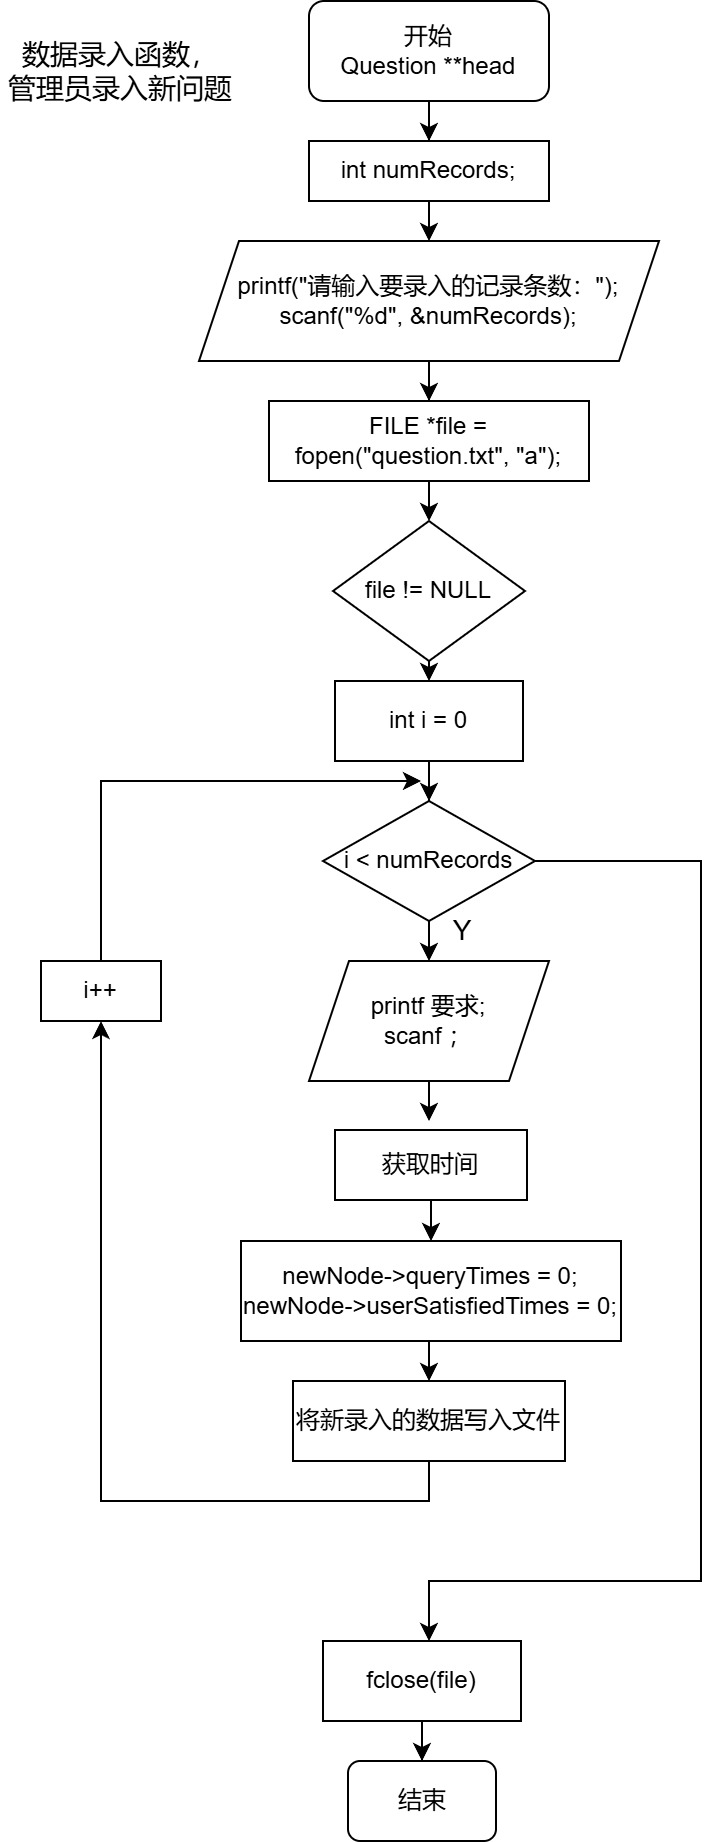 数据录入函数，
管理员录入新问题
开始
Question **head
int numRecords;
printf("请输入要录入的记录条数：");
scanf("%d", &numRecords);
FILE *file =
fopen("question.txt", "a");
file != NULL
int i = 0
i < numRecords
Y
i++
printf 要求;
scanf；
获取时间
newNode->queryTimes = 0;
newNode->userSatisfiedTimes = 0;
将新录入的数据写入文件
fclose(file)
结束